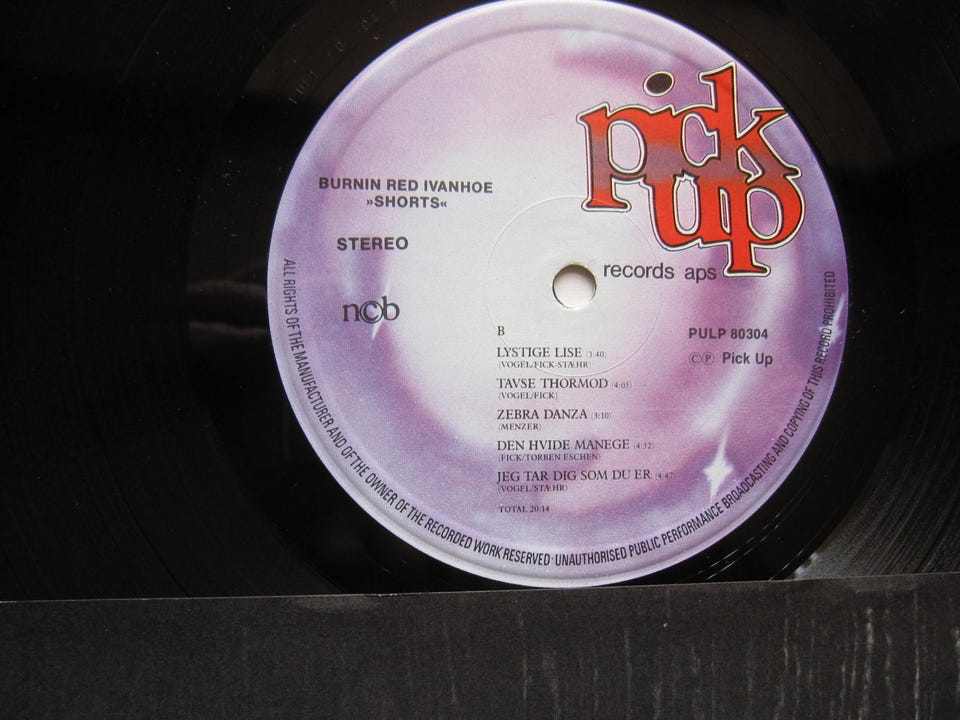 pick
up
records aps
BURNIN RED IVANHOE
»SHORTS«
STEREO
n©b
PULP 80304
©℗ Pick Up
B
LYSTIGE LISE (3:40)
(VOGEL/FICK-STÆHR)
TAVSE THORMOD (4:05)
(VOGEL/FICK)
ZEBRA DANZA (3:10)
(MENZER)
DEN HVIDE MANEGE (4:32)
(FICK/TORBEN ESCHEN)
JEG TAR DIG SOM DU ER (4:47)
(VOGEL/STÆHR)
TOTAL 20:14
ALL RIGHTS OF THE MANUFACTURER AND OF THE OWNER OF THE RECORDED WORK RESERVED · UNAUTHORISED PUBLIC PERFORMANCE BROADCASTING AND COPYING OF THIS RECORD PROHIBITED